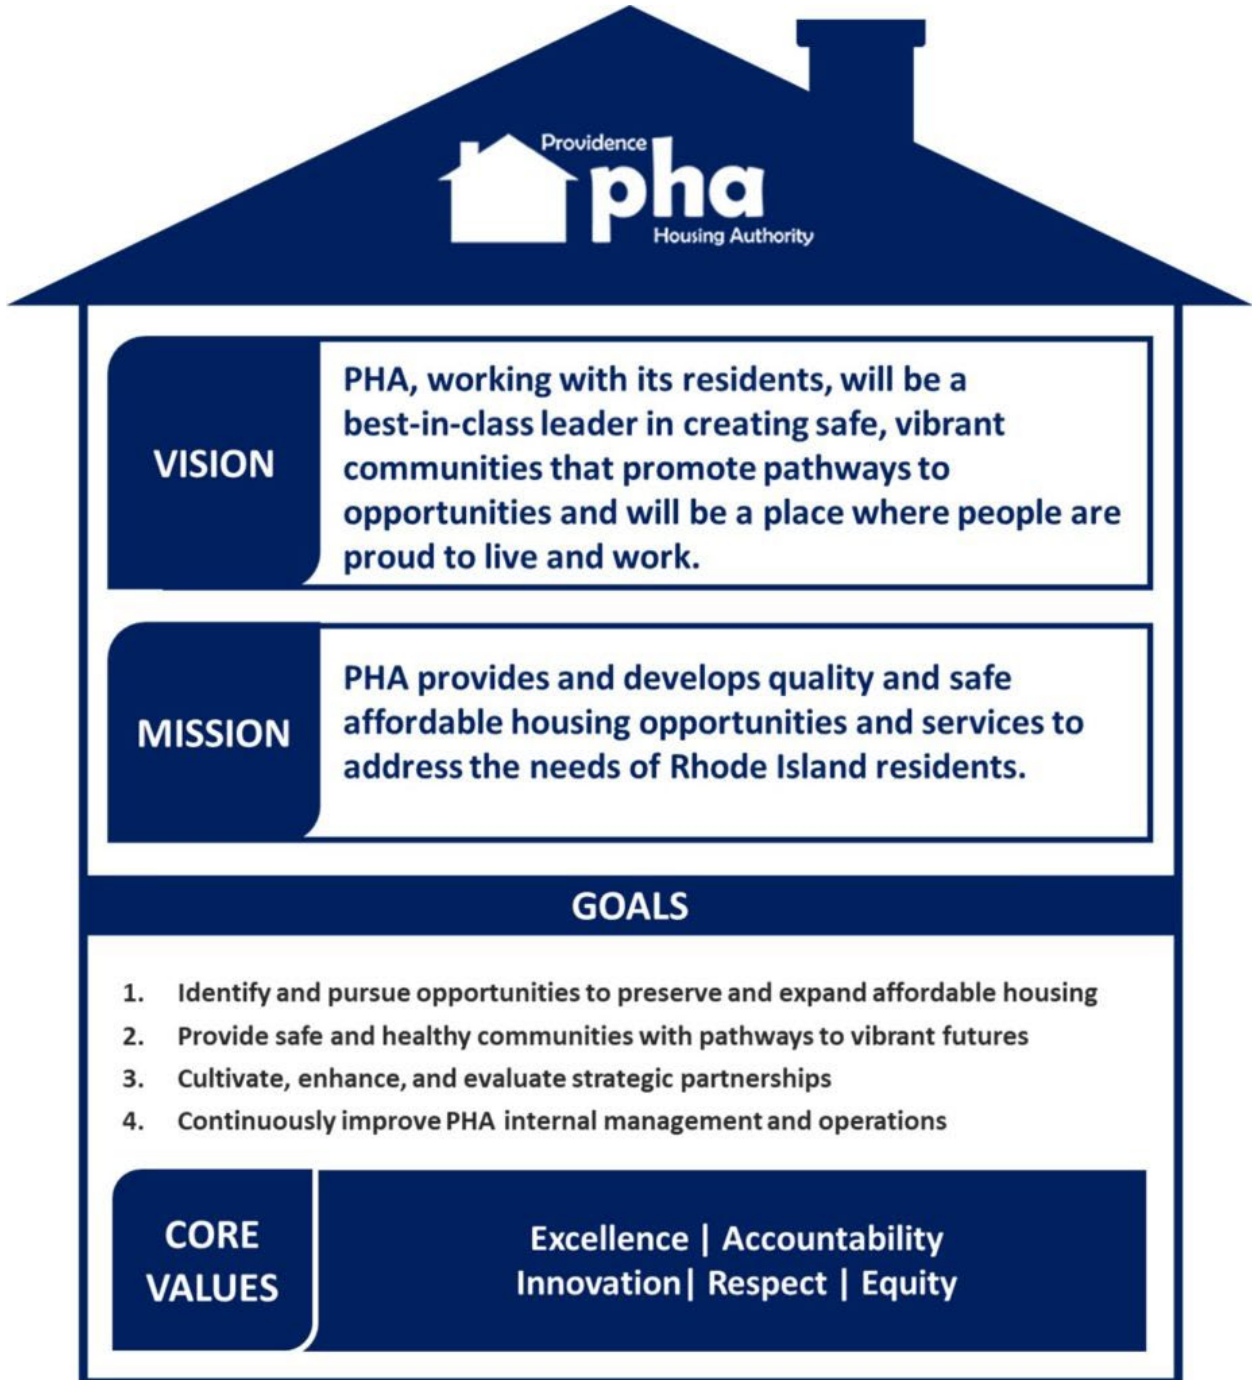 Providence
pha
Housing Authority
VISION
PHA, working with its residents, will be a
best-in-class leader in creating safe, vibrant
communities that promote pathways to
opportunities and will be a place where people are
proud to live and work.
MISSION
PHA provides and develops quality and safe
affordable housing opportunities and services to
address the needs of Rhode Island residents.
GOALS
1. Identify and pursue opportunities to preserve and expand affordable housing
2. Provide safe and healthy communities with pathways to vibrant futures
3. Cultivate, enhance, and evaluate strategic partnerships
4. Continuously improve PHA internal management and operations
CORE
VALUES
Excellence | Accountability
Innovation| Respect | Equity